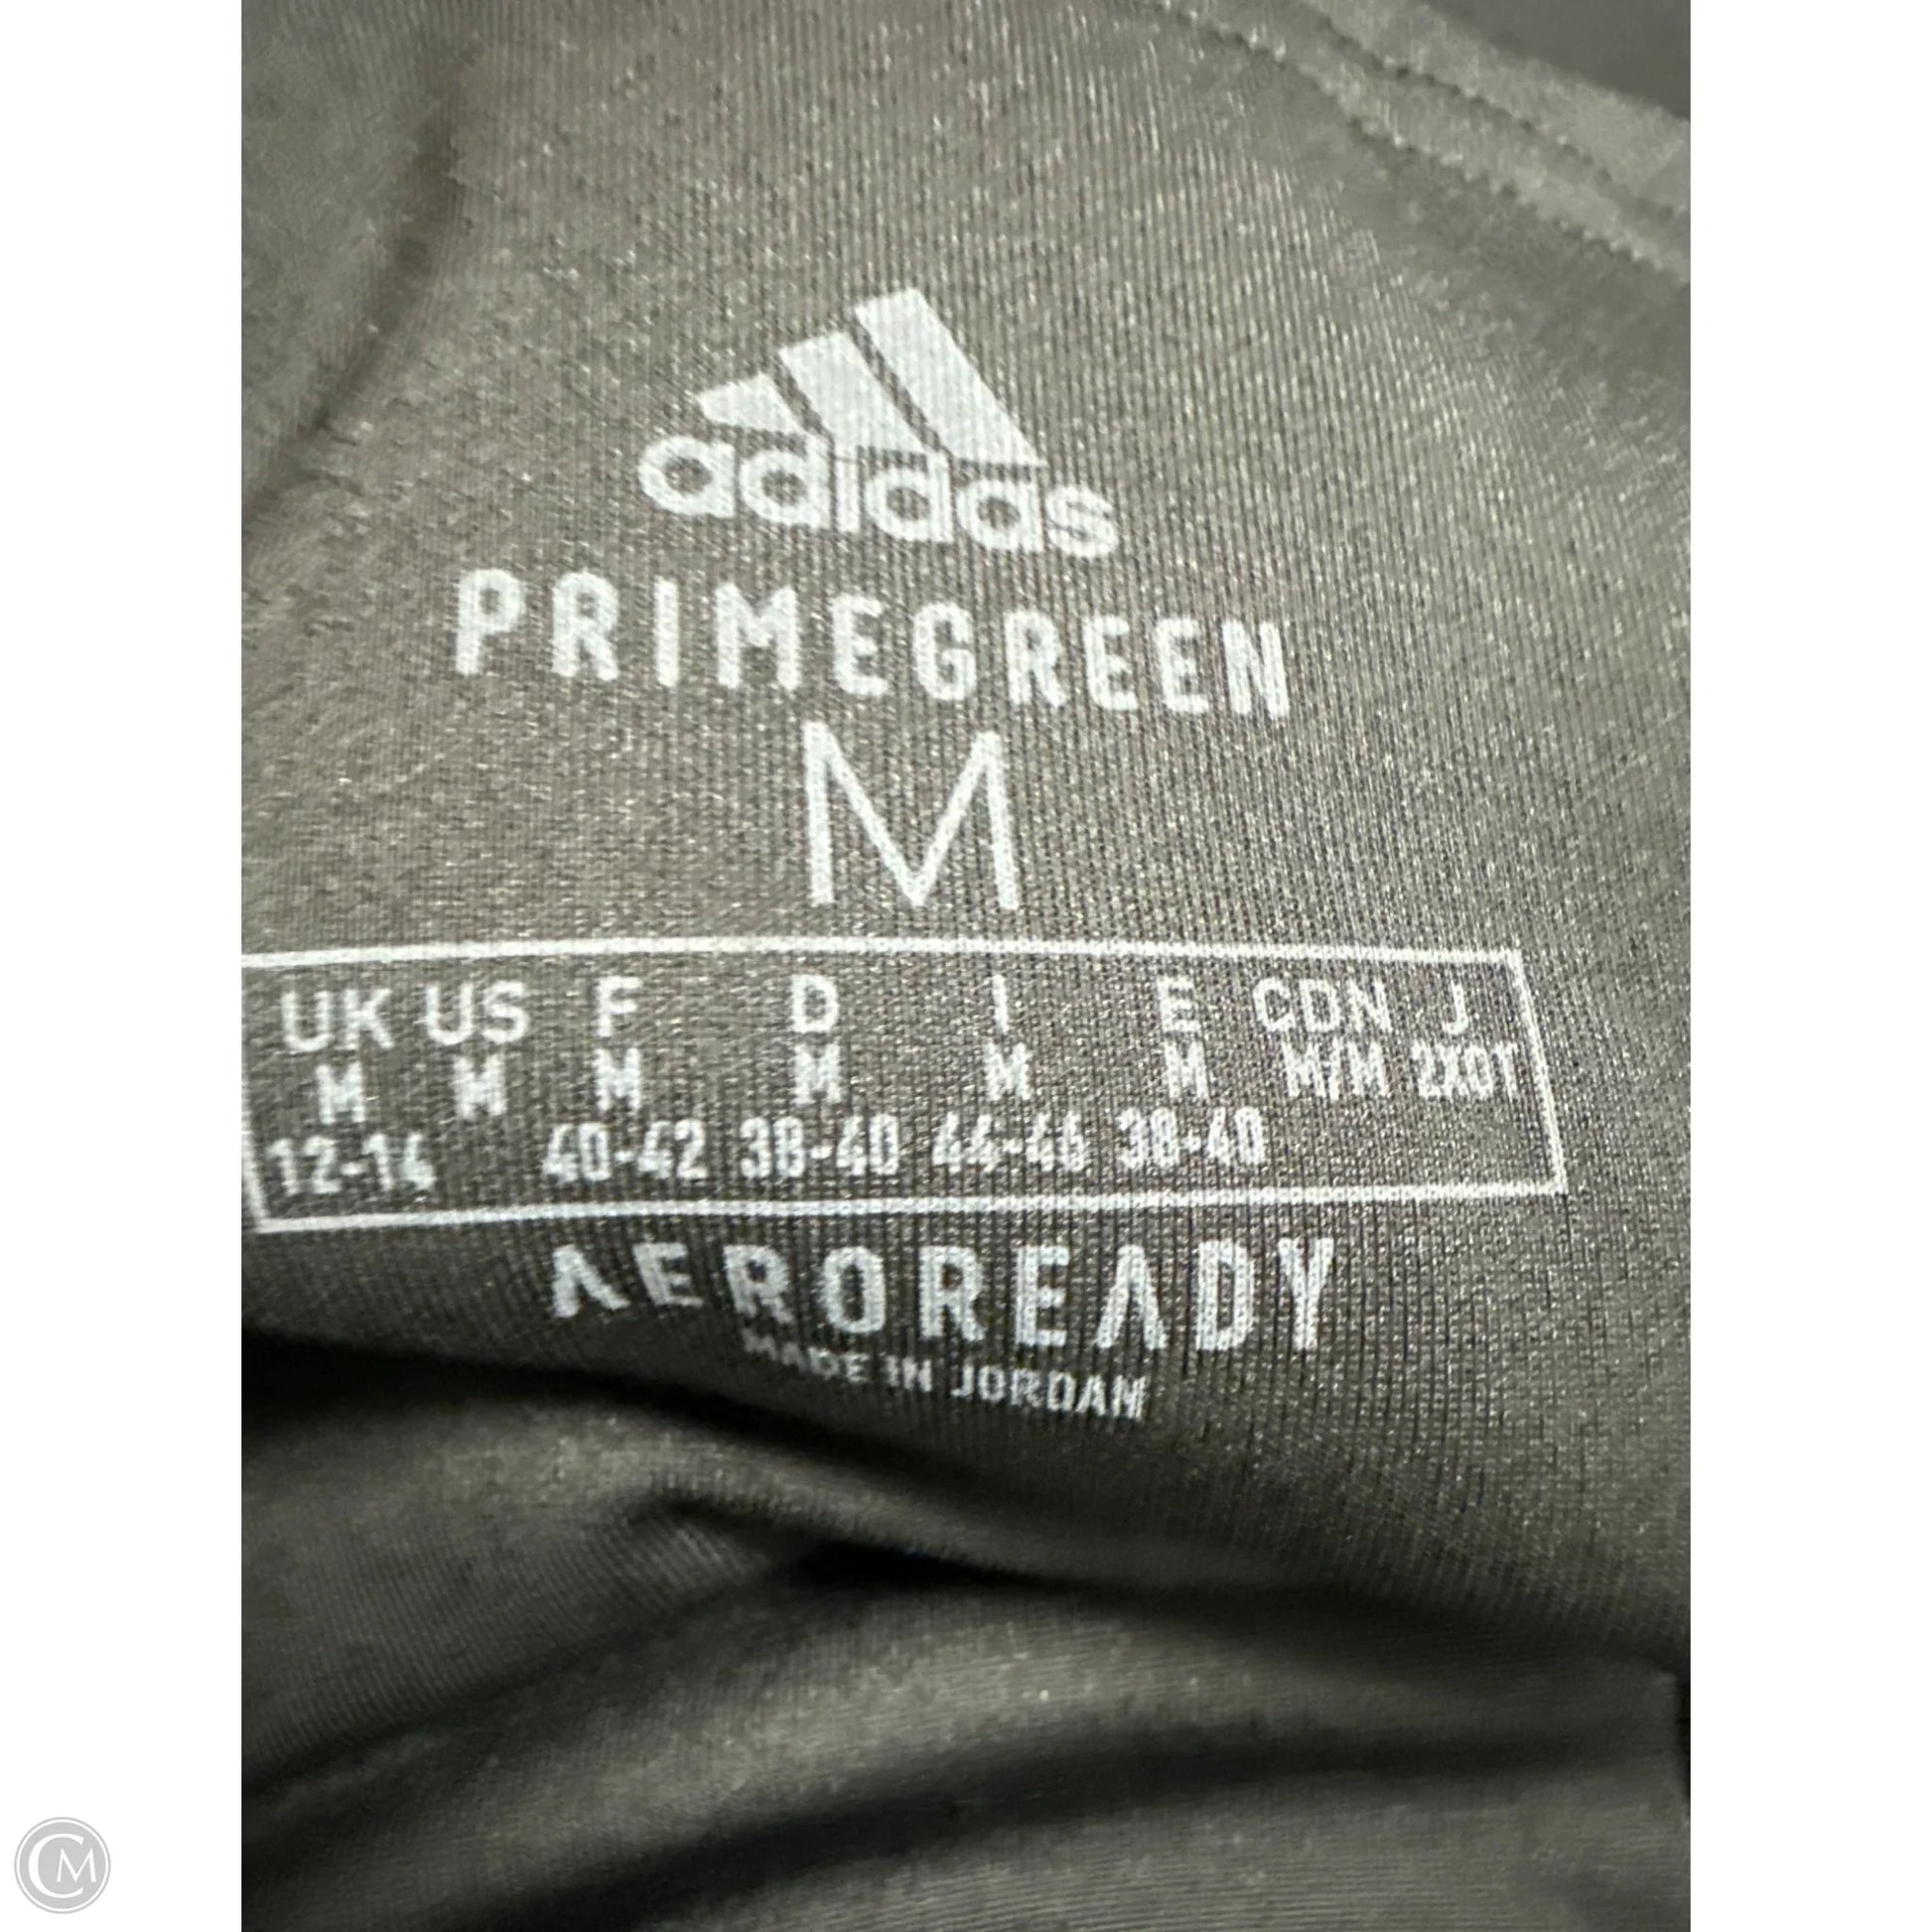 adidas
PRIMEGREEN
M
UK US F D I E CDN J
M M M M M M M/M 2XOT
12-14 40-42 38-40 44-46 38-40
AEROREADY
MADE IN JORDAN
CM